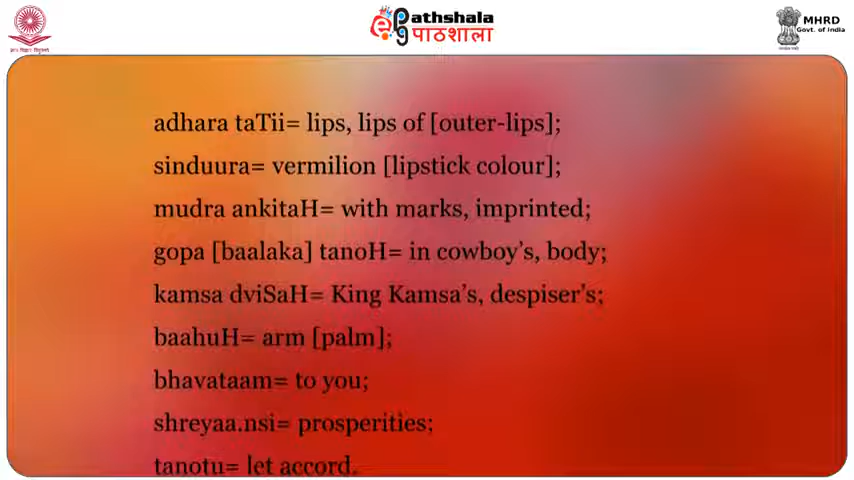 Pathshala
पाठशाला
MHRD
Govt. of India
adhara taTii= lips, lips of [outer-lips];
sinduura= vermilion [lipstick colour];
mudra ankitaH= with marks, imprinted;
gopa [baalaka] tanoH= in cowboy's, body;
kamsa dviSaH= King Kamsa's, despiser's;
baahuH= arm [palm];
bhavataam= to you;
shreyaa.nsi= prosperities;
tanotu= let accord.